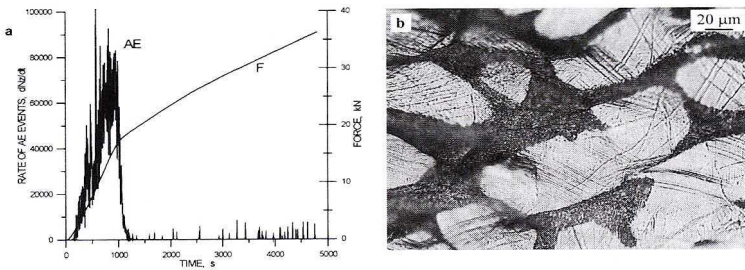 a
100000
80000
60000
40000
20000
0
RATE OF AE EVENTS, dNz/dt
AE
F
40
30
20
10
0
FORCE, kN
0 1000 2000 3000 4000 5000
TIME, s
b
20 μm